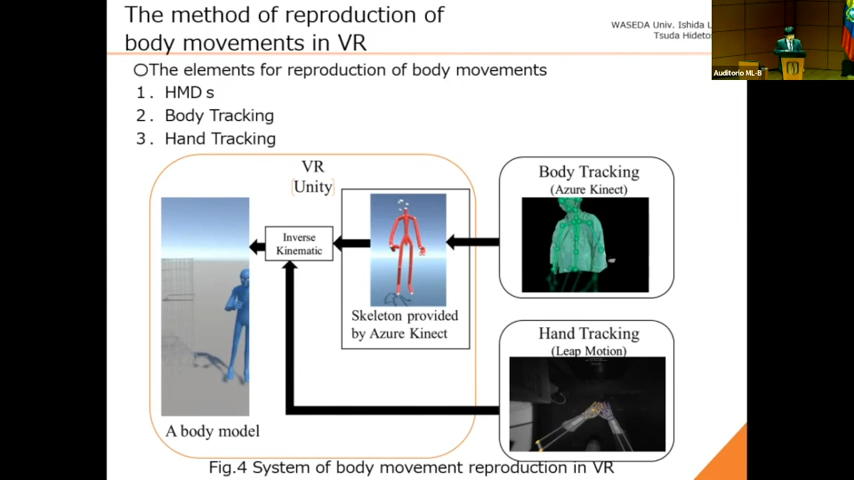 The method of reproduction of
body movements in VR
WASEDA Univ. Ishida
Tsuda
Auditorio ML-B
○The elements for reproduction of body movements
1. HMDs
2. Body Tracking
3. Hand Tracking
VR
(Unity)
Inverse
Kinematic
Skeleton provided
by Azure Kinect
A body model
Body Tracking
(Azure Kinect)
Hand Tracking
(Leap Motion)
Fig.4 System of body movement reproduction in VR